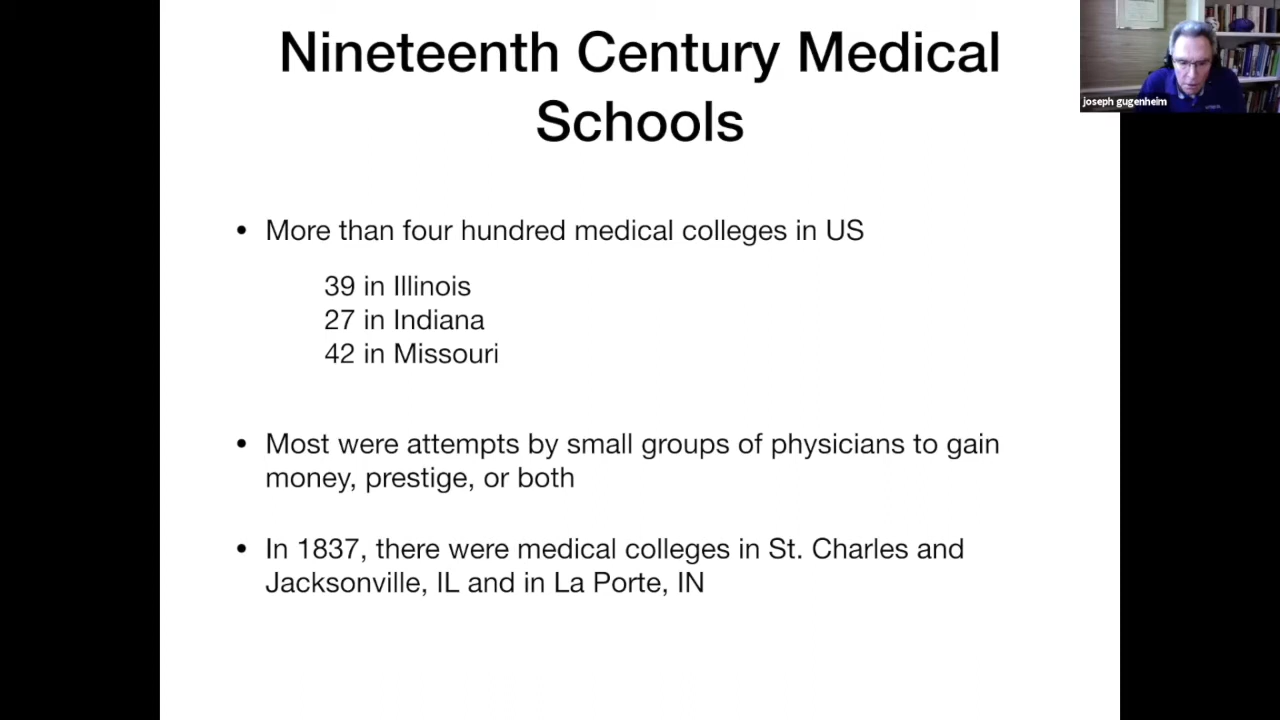 Nineteenth Century Medical
Schools
joseph gugenheim
• More than four hundred medical colleges in US
39 in Illinois
27 in Indiana
42 in Missouri
• Most were attempts by small groups of physicians to gain
money, prestige, or both
• In 1837, there were medical colleges in St. Charles and
Jacksonville, IL and in La Porte, IN